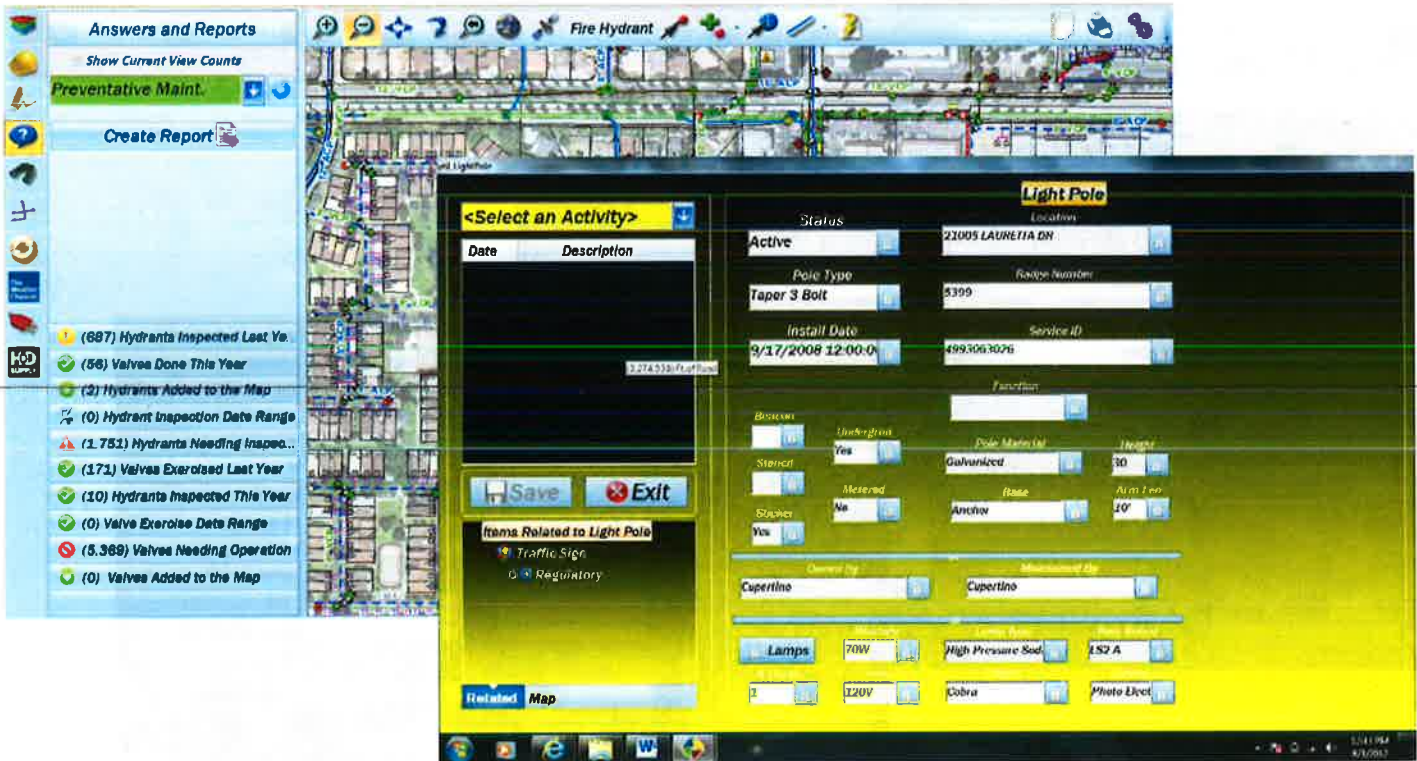 Answers and Reports
Show Current View Counts
Preventative Maint.
Create Report
Fire Hydrant
(687) Hydrants Inspected Last Ye.
(56) Valves Done This Year
(2) Hydrants Added to the Map
(0) Hydrant Inspection Date Range
(1,751) Hydrants Needing Inspec...
(171) Valves Exercised Last Year
(10) Hydrants Inspected This Year
(0) Valve Exercise Date Range
(5,369) Valves Needing Operation
(0) Valves Added to the Map
HD
SUPPLY
Light Pole
<Select an Activity>
Date Description
Save Exit
Items Related to Light Pole
Traffic Sign
Regulatory
Related Map
Status
Active
Location
21005 LAURETTA DR
Pole Type
Taper 3 Bolt
Badge Number
5399
Install Date
9/17/2008 12:00:0
Service ID
4993063026
Function
Beacon
Undergroun
Yes
Pole Material
Galvanized
Height
30
Stencil
Metered
No
Base
Anchor
Arm Len
10'
Sticker
Yes
Owned By
Cupertino
Maintained By
Cupertino
Lamps
70W
High Pressure Sod
LS2 A
1
120V
Cobra
Photo Elect